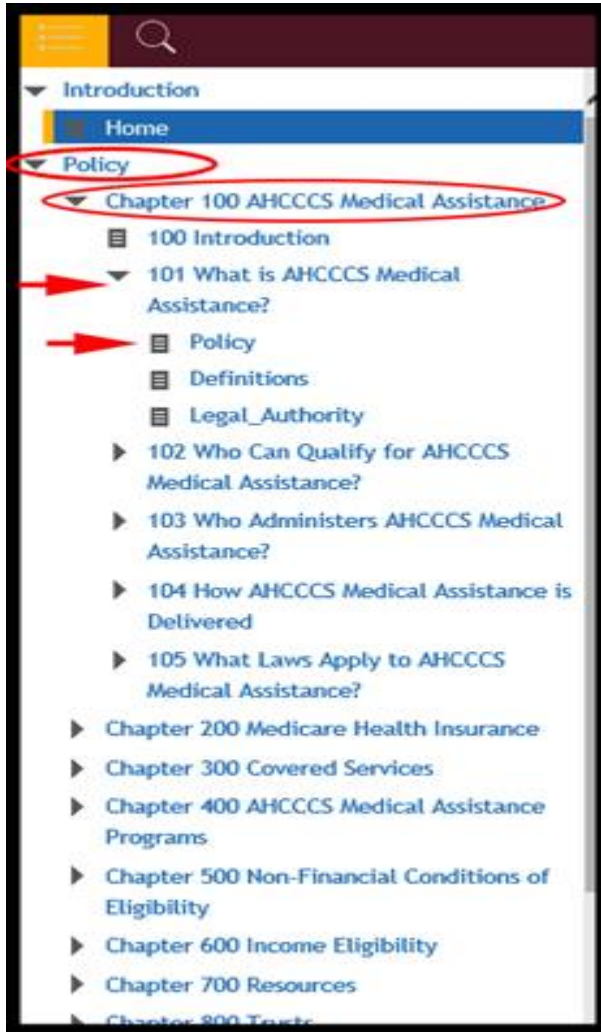 Introduction
Home
Policy
Chapter 100 AHCCCS Medical Assistance
100 Introduction
101 What is AHCCCS Medical
Assistance?
Policy
Definitions
Legal_Authority
102 Who Can Qualify for AHCCCS
Medical Assistance?
103 Who Administers AHCCCS Medical
Assistance?
104 How AHCCCS Medical Assistance is
Delivered
105 What Laws Apply to AHCCCS
Medical Assistance?
Chapter 200 Medicare Health Insurance
Chapter 300 Covered Services
Chapter 400 AHCCCS Medical Assistance
Programs
Chapter 500 Non-Financial Conditions of
Eligibility
Chapter 600 Income Eligibility
Chapter 700 Resources
Chapter 800 Trusts